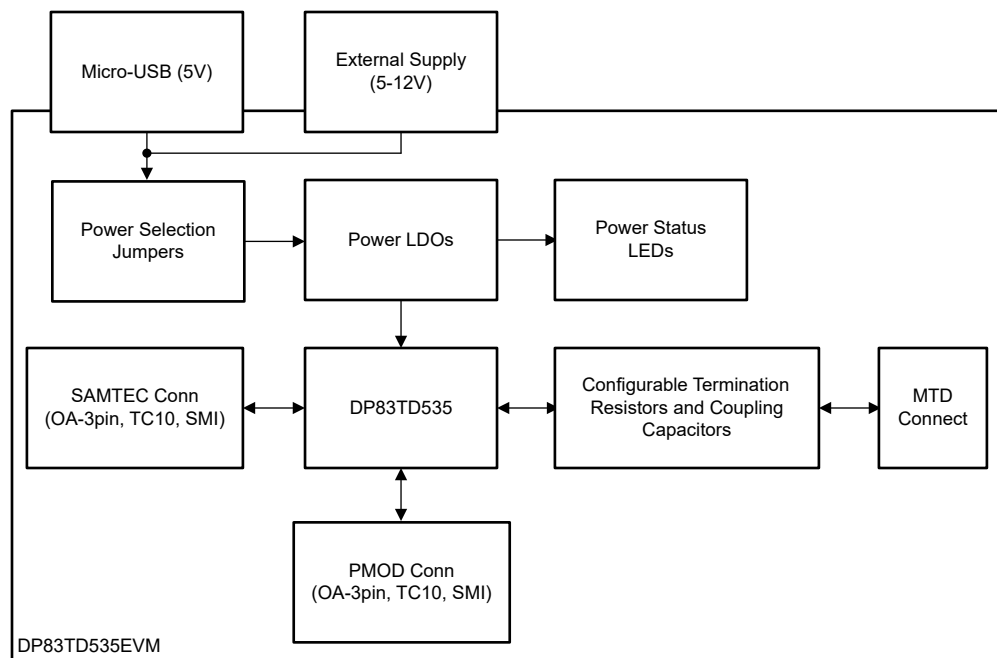 Micro-USB (5V)
External Supply
(5-12V)
Power Selection
Jumpers
Power LDOs
Power Status
LEDs
SAMTEC Conn
(OA-3pin, TC10, SMI)
DP83TD535
Configurable Termination
Resistors and Coupling
Capacitors
MTD
Connect
PMOD Conn
(OA-3pin, TC10, SMI)
DP83TD535EVM